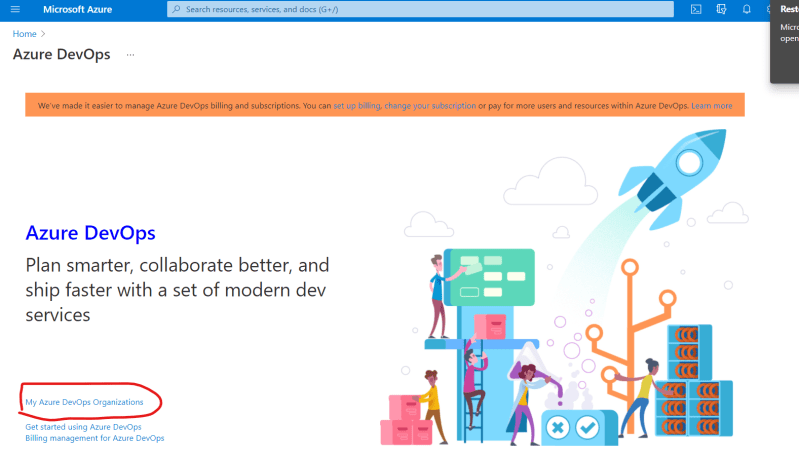 Microsoft Azure
Search resources, services, and docs (G+/)
Home
Azure DevOps
We've made it easier to manage Azure DevOps billing and subscriptions. You can set up billing, change your subscription or pay for more users and resources within Azure DevOps. Learn more
Azure DevOps
Plan smarter, collaborate better, and
ship faster with a set of modern dev
services
My Azure DevOps Organizations
Get started using Azure DevOps
Billing management for Azure DevOps
Rest
Micro
open